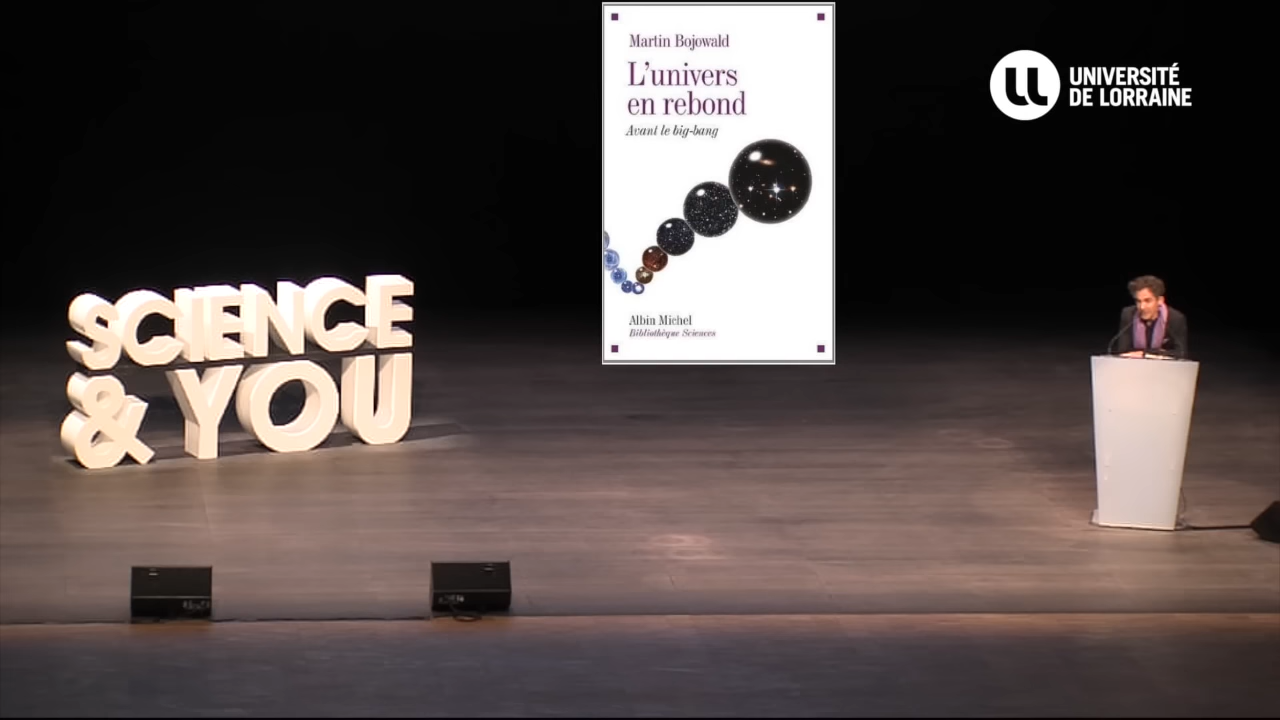 Martin Bojowald
L'univers
en rebond
Avant le big-bang
Albin Michel
Bibliothèque Sciences
UNIVERSITÉ
DE LORRAINE
SCIENCE
& YOU